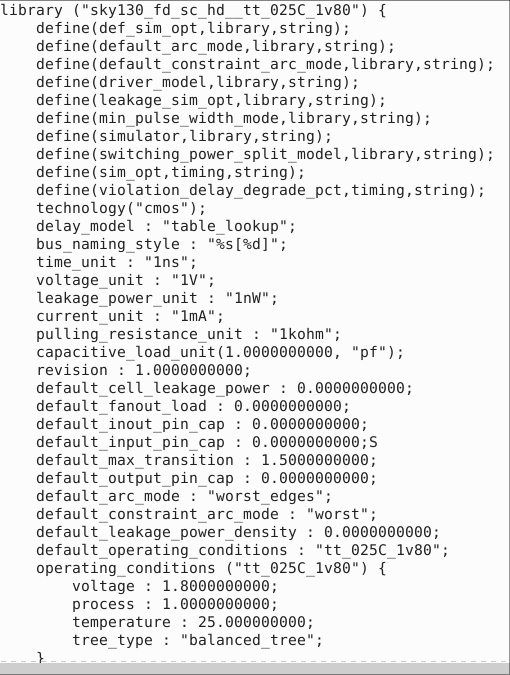 library ("sky130_fd_sc_hd__tt_025C_1v80") {
    define(def_sim_opt,library,string);
    define(default_arc_mode,library,string);
    define(default_constraint_arc_mode,library,string);
    define(driver_model,library,string);
    define(leakage_sim_opt,library,string);
    define(min_pulse_width_mode,library,string);
    define(simulator,library,string);
    define(switching_power_split_model,library,string);
    define(sim_opt,timing,string);
    define(violation_delay_degrade_pct,timing,string);
    technology("cmos");
    delay_model : "table_lookup";
    bus_naming_style : "%s[%d]";
    time_unit : "1ns";
    voltage_unit : "1V";
    leakage_power_unit : "1nW";
    current_unit : "1mA";
    pulling_resistance_unit : "1kohm";
    capacitive_load_unit(1.0000000000, "pf");
    revision : 1.0000000000;
    default_cell_leakage_power : 0.0000000000;
    default_fanout_load : 0.0000000000;
    default_inout_pin_cap : 0.0000000000;
    default_input_pin_cap : 0.0000000000;S
    default_max_transition : 1.5000000000;
    default_output_pin_cap : 0.0000000000;
    default_arc_mode : "worst_edges";
    default_constraint_arc_mode : "worst";
    default_leakage_power_density : 0.0000000000;
    default_operating_conditions : "tt_025C_1v80";
    operating_conditions ("tt_025C_1v80") {
        voltage : 1.8000000000;
        process : 1.0000000000;
        temperature : 25.000000000;
        tree_type : "balanced_tree";
    }